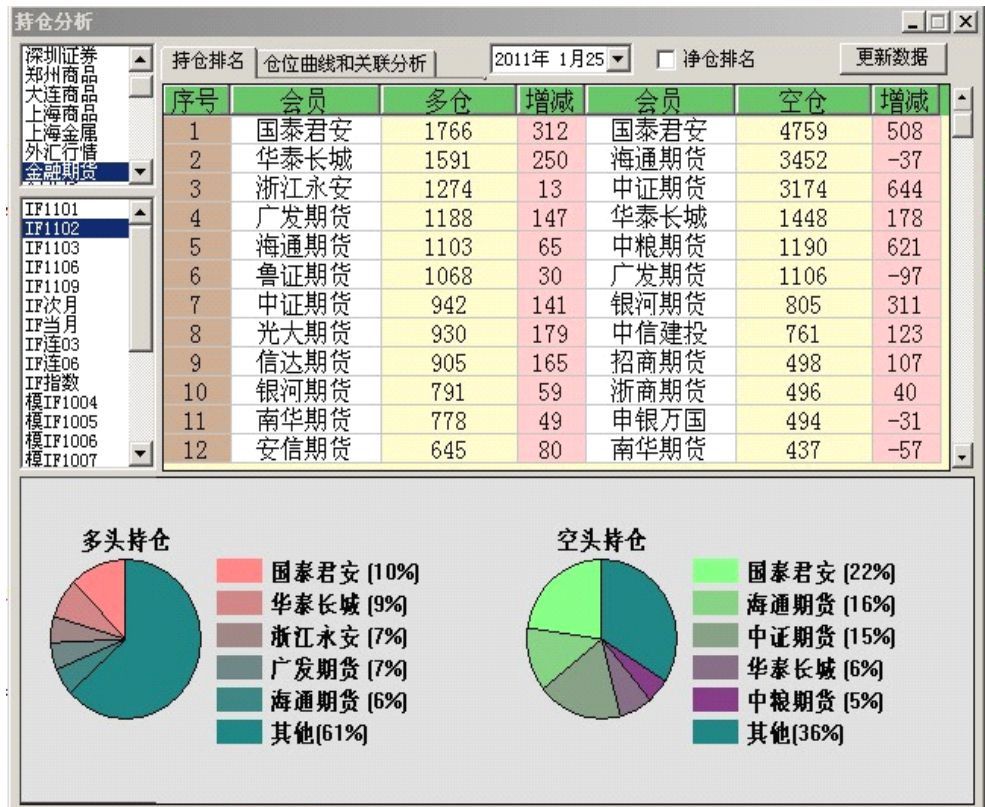 持仓分析
深圳证券
郑州商品
大连商品
上海商品
上海金属
外汇行情
金融期货
持仓排名 仓位曲线和关联分析 2011年 1月25 净仓排名 更新数据
序号 会员 多仓 增减 会员 空仓 增减
1 国泰君安 1766 312 国泰君安 4759 508
2 华泰长城 1591 250 海通期货 3452 -37
3 浙江永安 1274 13 中证期货 3174 644
4 广发期货 1188 147 华泰长城 1448 178
5 海通期货 1103 65 中粮期货 1190 621
6 鲁证期货 1068 30 广发期货 1106 -97
7 中证期货 942 141 银河期货 805 311
8 光大期货 930 179 中信建投 761 123
9 信达期货 905 165 招商期货 498 107
10 银河期货 791 59 浙商期货 496 40
11 南华期货 778 49 申银万国 494 -31
12 安信期货 645 80 南华期货 437 -57
IF1101
IF1102
IF1103
IF1106
IF1109
IF次月
IF当月
IF连03
IF连06
IF指数
模IF1004
模IF1005
模IF1006
模IF1007
多头持仓
国泰君安 (10%)
华泰长城 (9%)
浙江永安 (7%)
广发期货 (7%)
海通期货 (6%)
其他(61%)
空头持仓
国泰君安 (22%)
海通期货 (16%)
中证期货 (15%)
华泰长城 (6%)
中粮期货 (5%)
其他(36%)